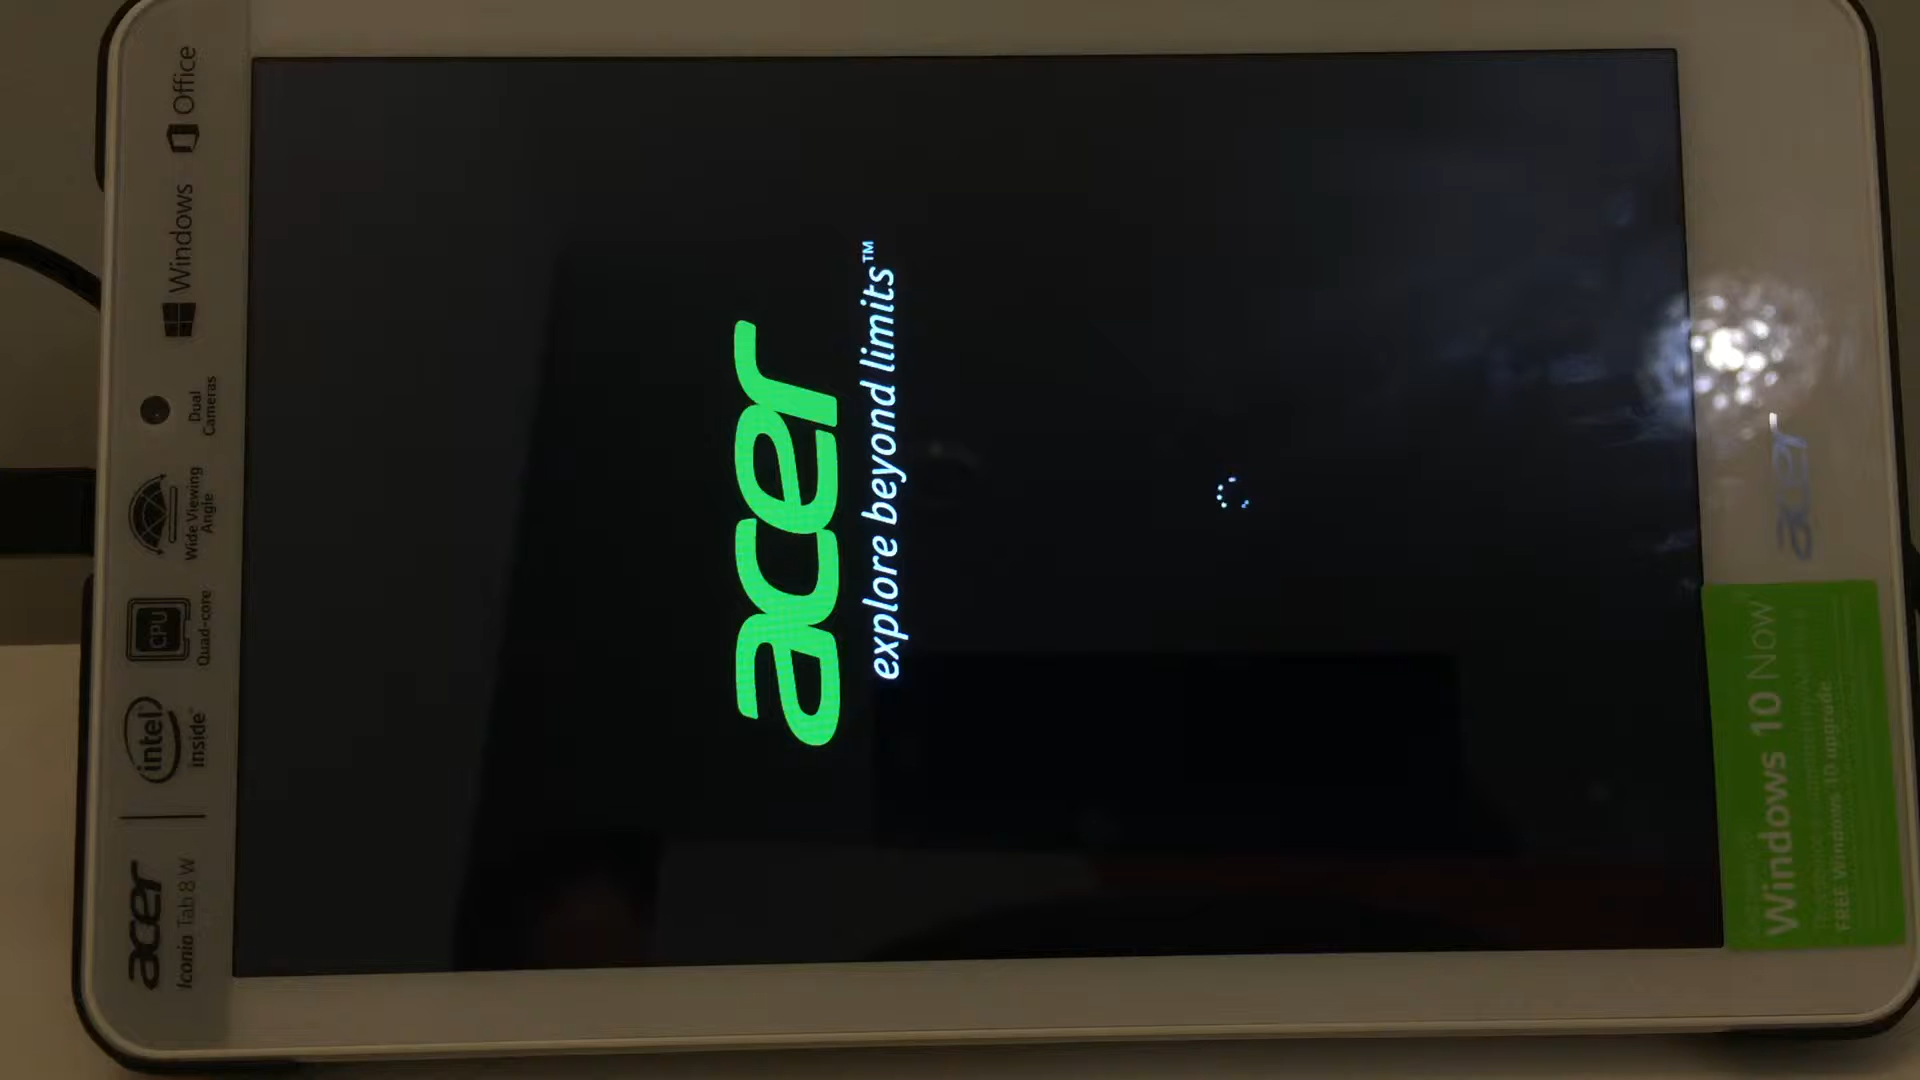 acer
Iconia Tab 8 W
intel
inside
CPU
Quad-core
Wide Viewing
Angle
Dual
Cameras
Windows
Office
acer
explore beyond limits™
acer
Windows 10 Now
FREE Windows 10 upgrade